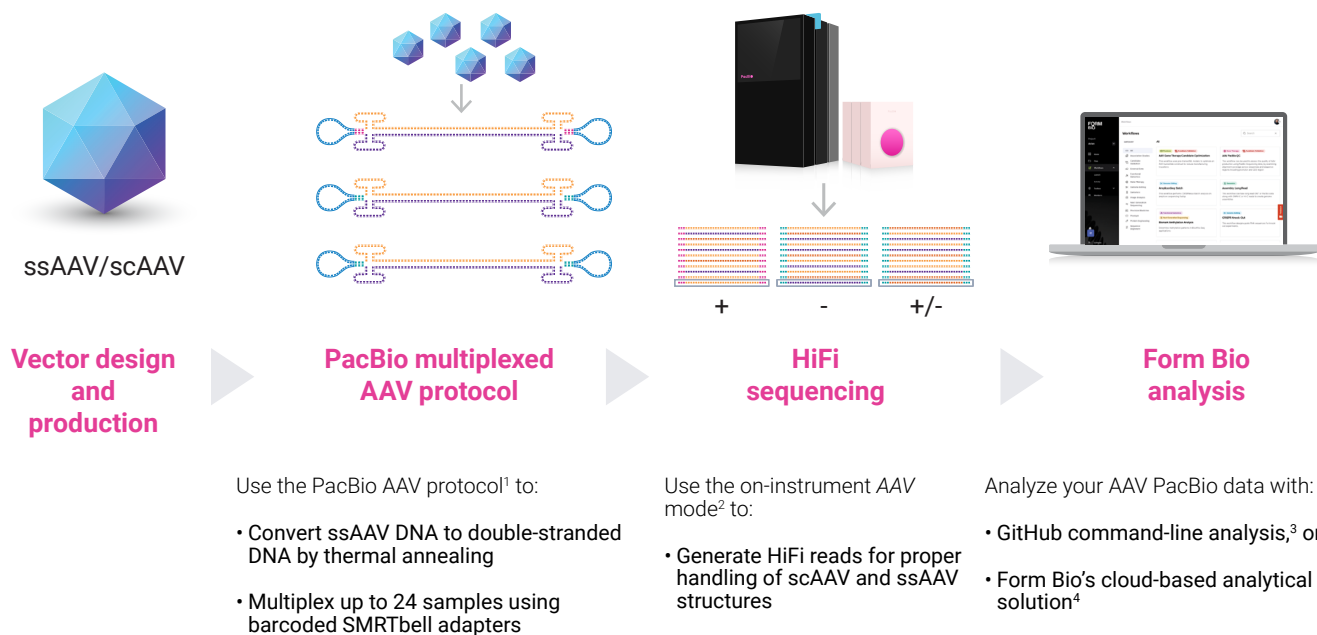 ssAAV/scAAV
+
-
+/-
PacBio
FORM
BIO
Workflows
Vector design
and
production
PacBio multiplexed
AAV protocol
HiFi
sequencing
Form Bio
analysis
Use the PacBio AAV protocol¹ to:
• Convert ssAAV DNA to double-stranded
DNA by thermal annealing
• Multiplex up to 24 samples using
barcoded SMRTbell adapters
Use the on-instrument AAV
mode² to:
• Generate HiFi reads for proper
handling of scAAV and ssAAV
structures
Analyze your AAV PacBio data with:
• GitHub command-line analysis,³ or
• Form Bio’s cloud-based analytical
solution⁴